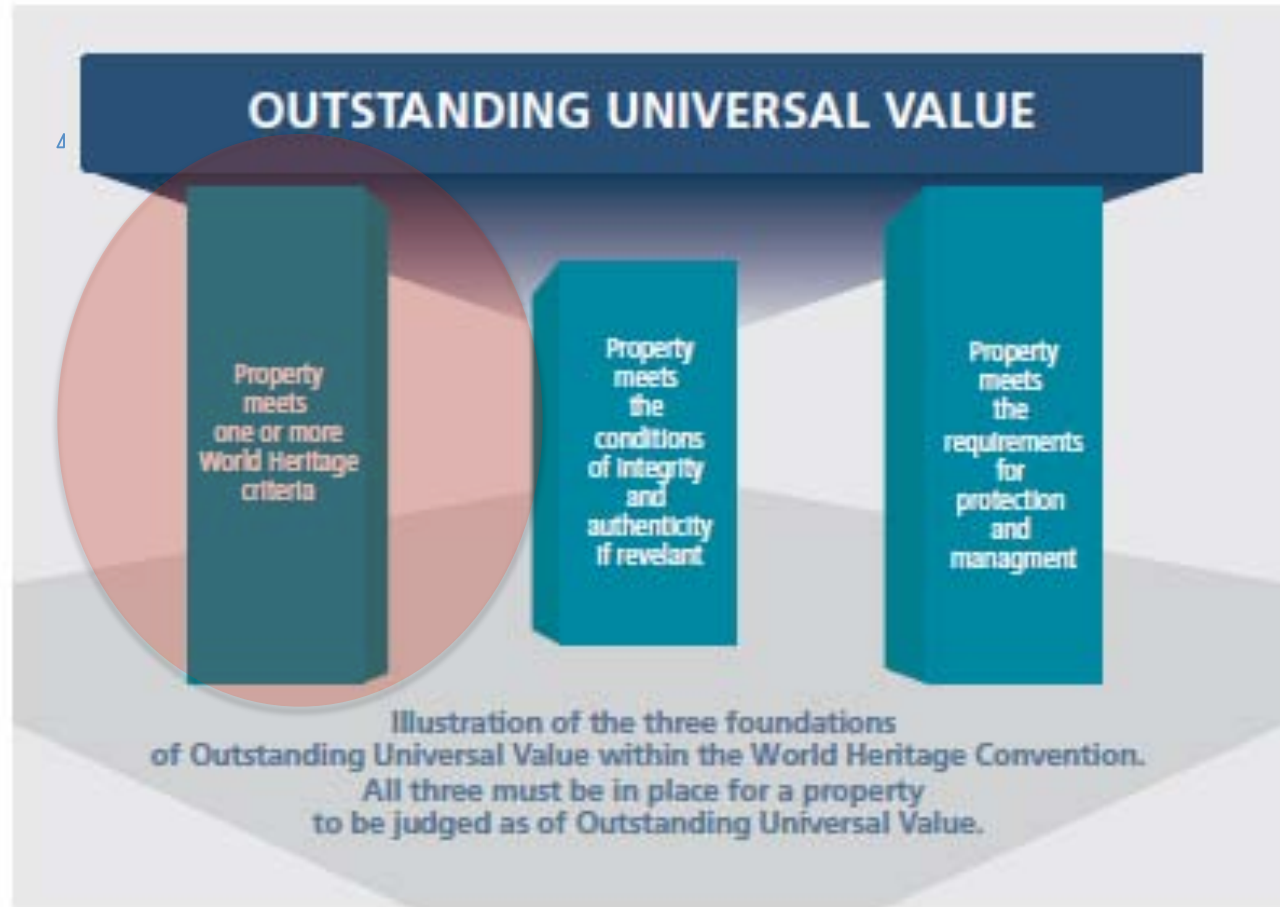 OUTSTANDING UNIVERSAL VALUE
Property
meets
one or more
World Heritage
criteria
Property
meets
the
conditions
of integrity
and
authenticity
if revelant
Property
meets
the
requirements
for
protection
and
managment
Illustration of the three foundations
of Outstanding Universal Value within the World Heritage Convention.
All three must be in place for a property
to be judged as of Outstanding Universal Value.